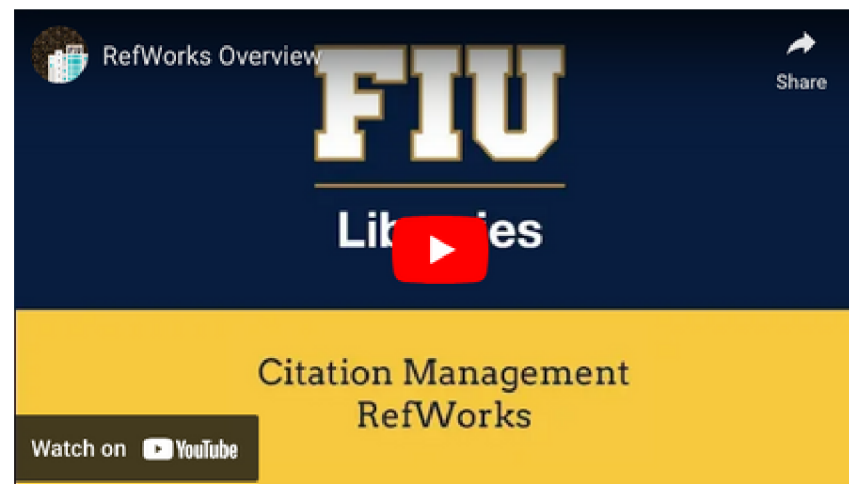 RefWorks Overview
Share
FIU
Citation Management
RefWorks
Watch on YouTube